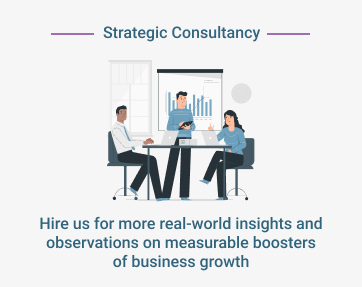 Strategic Consultancy
Hire us for more real-world insights and
observations on measurable boosters
of business growth